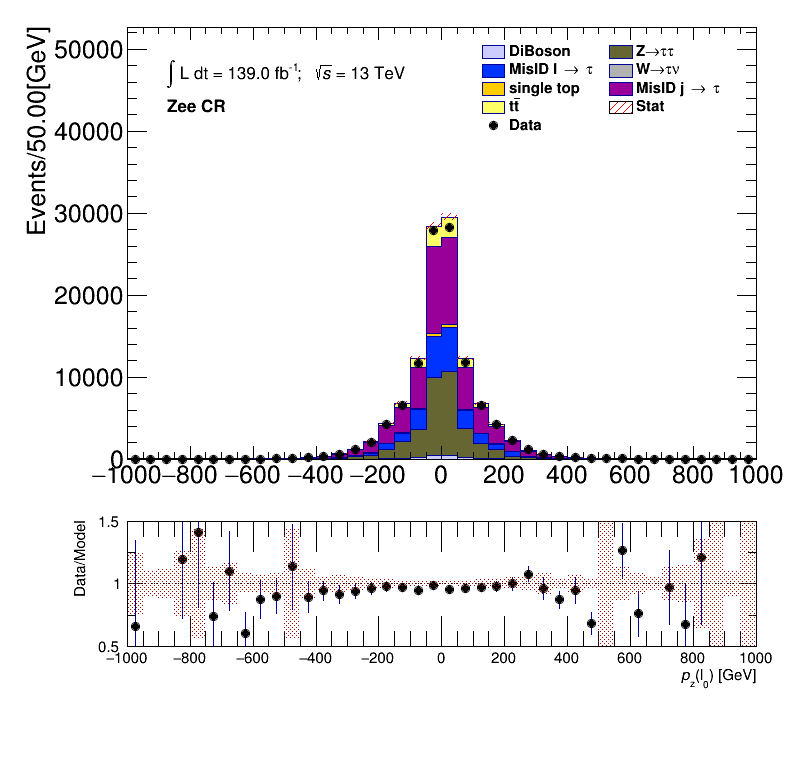 50000
40000
30000
20000
10000
0
Events/50.00[GeV]
∫ L dt = 139.0 fb⁻¹; √s = 13 TeV
Zee CR
DiBoson
MisID l → τ
single top
tt̄
Data
Z→ττ
W→τν
MisID j → τ
Stat
−1000 −800 −600 −400 −200 0 200 400 600 800 1000
1.5
1
0.5
Data/Model
−1000 −800 −600 −400 −200 0 200 400 600 800 1000
p_z(l_0) [GeV]